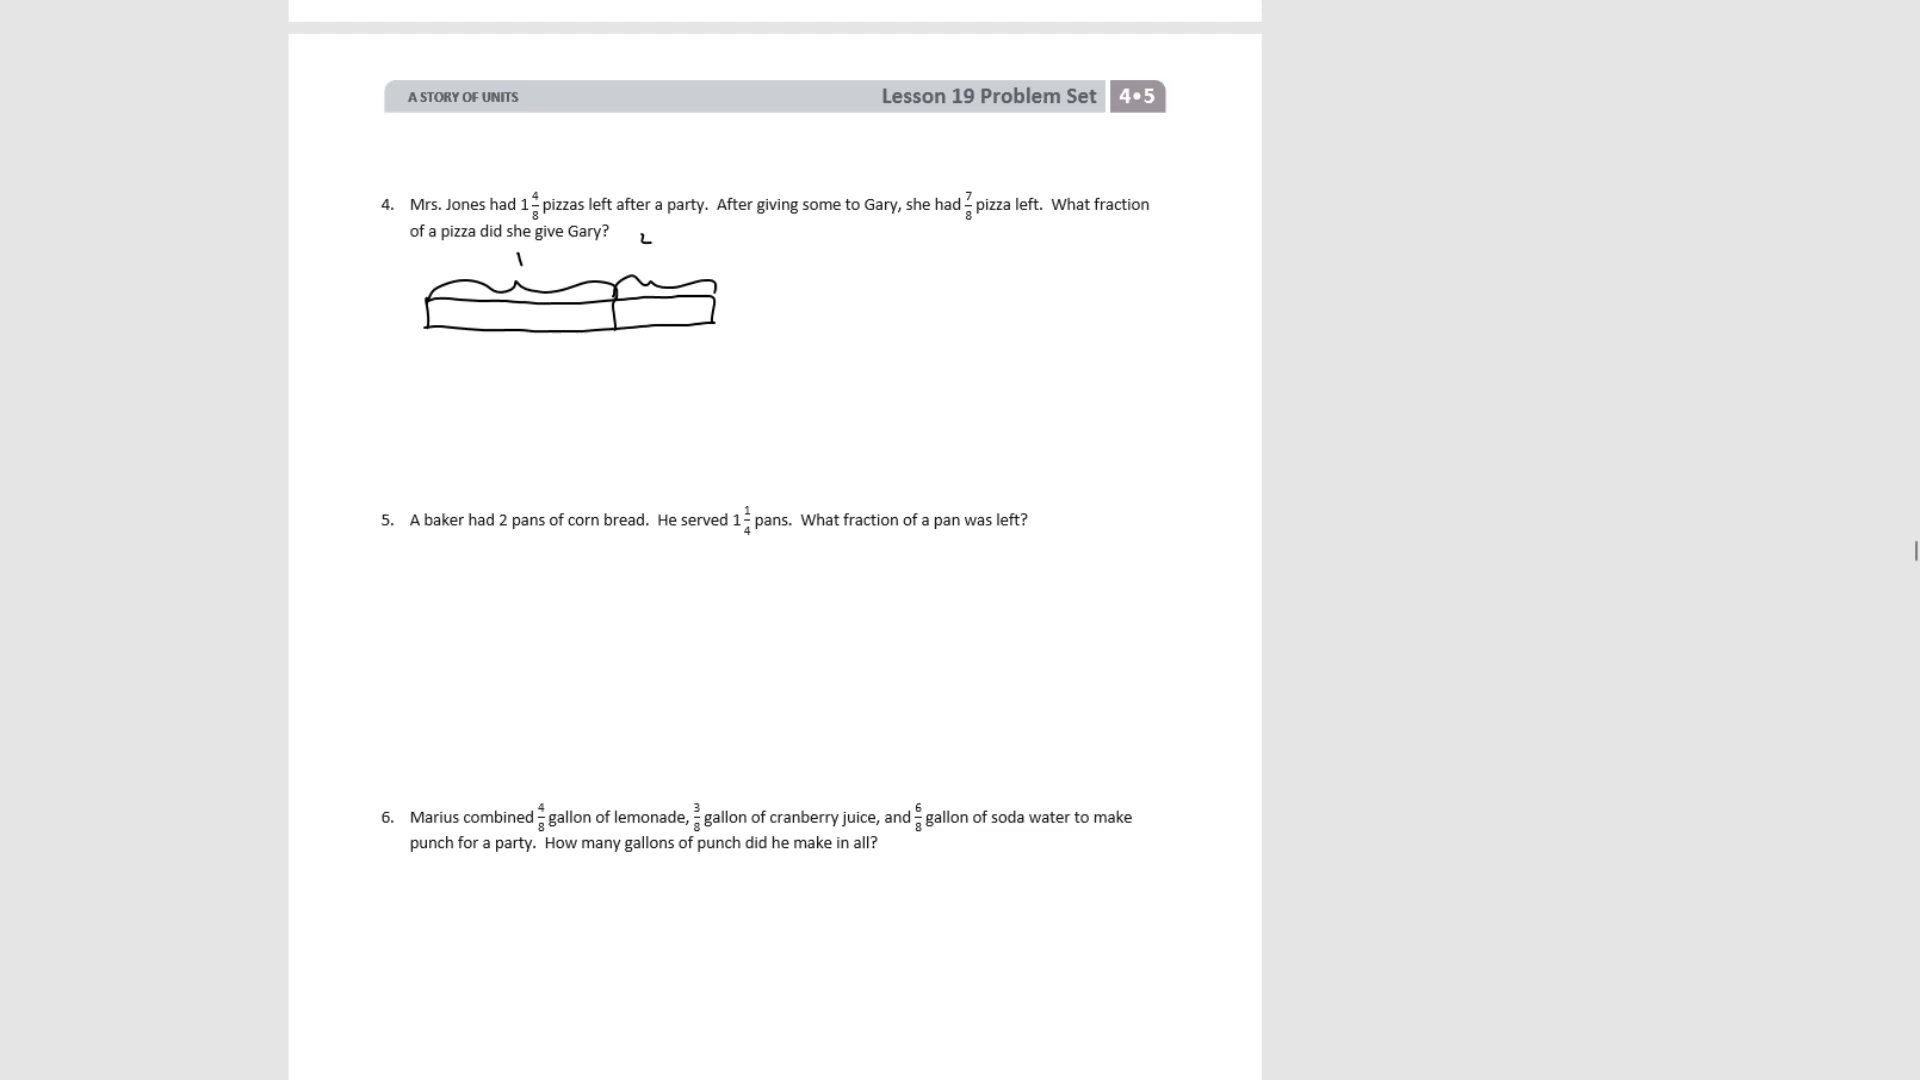 A STORY OF UNITS
Lesson 19 Problem Set 4•5
4. Mrs. Jones had 1 4/8 pizzas left after a party. After giving some to Gary, she had 7/8 pizza left. What fraction
of a pizza did she give Gary?
2
1
5. A baker had 2 pans of corn bread. He served 1 1/4 pans. What fraction of a pan was left?
6. Marius combined 4/8 gallon of lemonade, 3/8 gallon of cranberry juice, and 6/8 gallon of soda water to make
punch for a party. How many gallons of punch did he make in all?